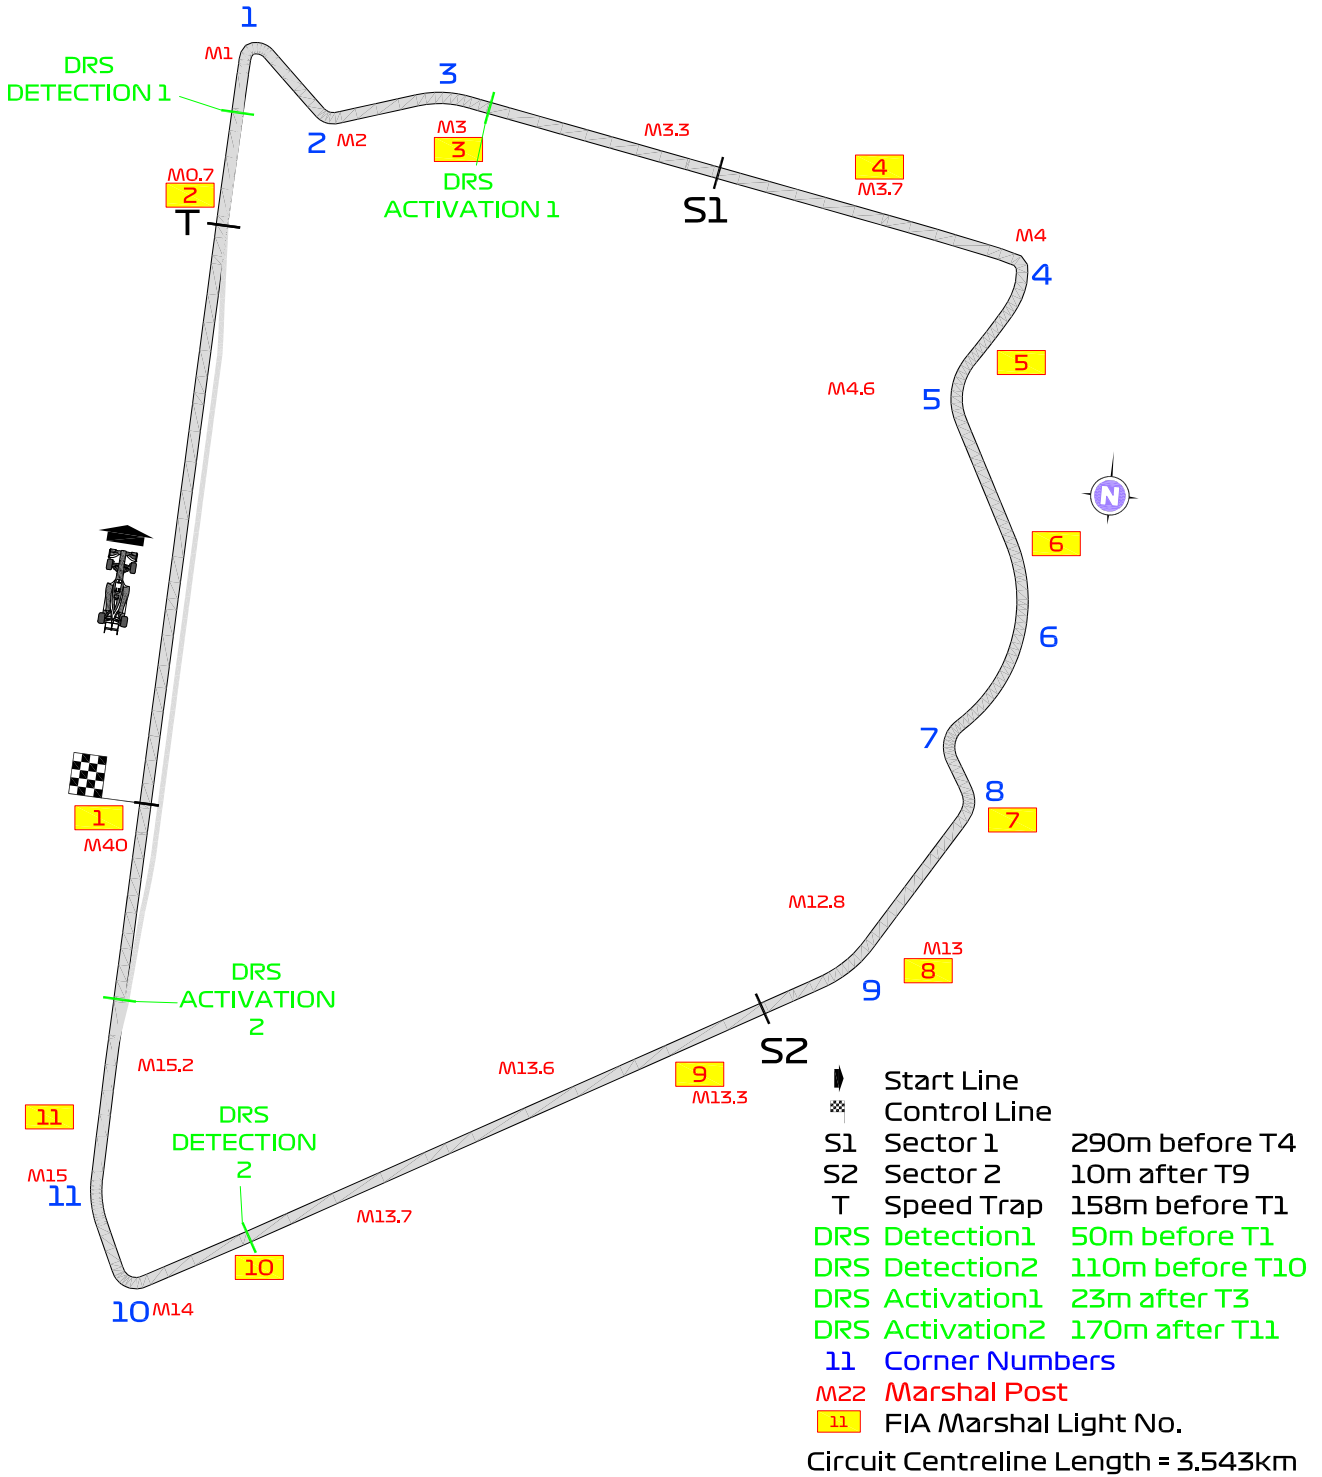 1
M1
DRS
DETECTION 1
3
M3
3
2
M2
M3.3
DRS
ACTIVATION 1
M0.7
2
T
S1
4
M3.7
M4
4
5
M4.6
5
N
6
6
7
8
7
1
M40
M12.8
M13
8
9
DRS
ACTIVATION
2
S2
M15.2
M13.6
9
M13.3
11
DRS
DETECTION
2
M15
11
M13.7
10
10
M14
Start Line
Control Line
S1 Sector 1 290m before T4
S2 Sector 2 10m after T9
T Speed Trap 158m before T1
DRS Detection1 50m before T1
DRS Detection2 110m before T10
DRS Activation1 23m after T3
DRS Activation2 170m after T11
11 Corner Numbers
M22 Marshal Post
11 FIA Marshal Light No.
Circuit Centreline Length = 3.543km